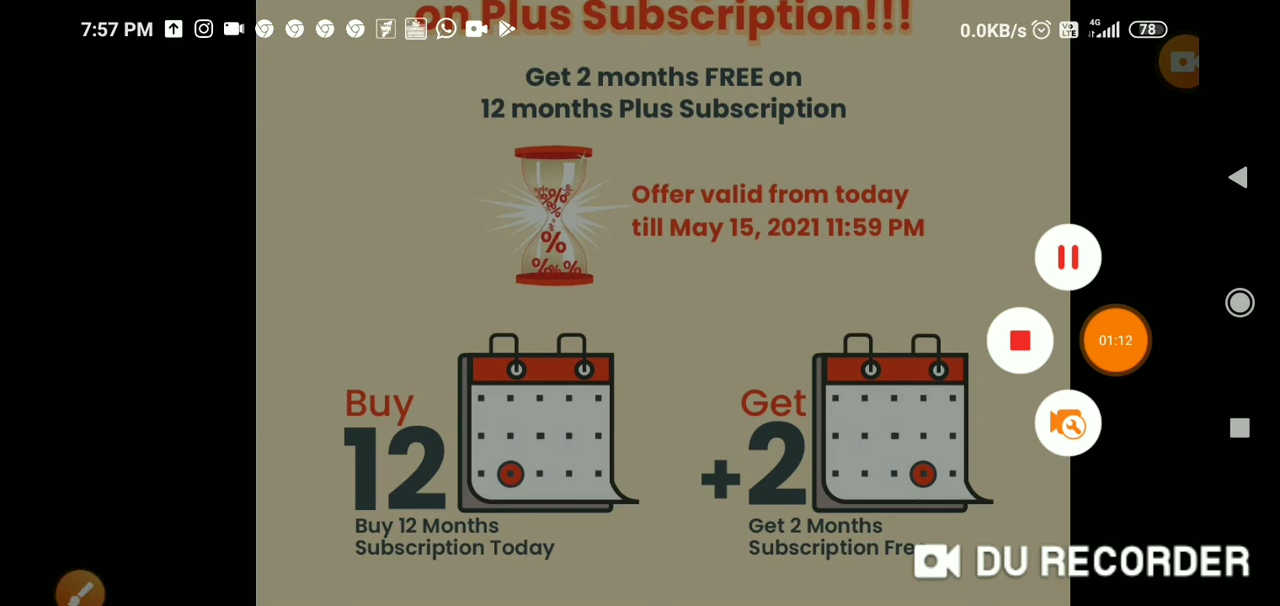 7:57 PM
0.0KB/s
4G
78
on Plus Subscription!!!
Get 2 months FREE on
12 months Plus Subscription
Offer valid from today
till May 15, 2021 11:59 PM
01:12
Buy
12
Buy 12 Months
Subscription Today
Get
+2
Get 2 Months
Subscription Free
DU RECORDER